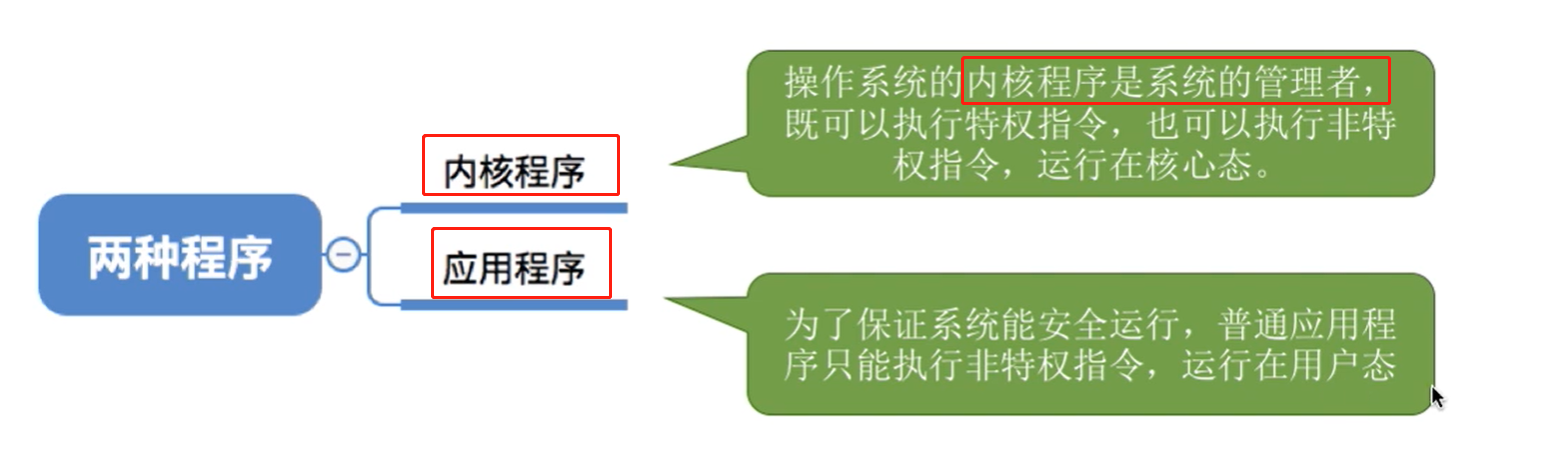 两种程序
内核程序
操作系统的内核程序是系统的管理者，
既可以执行特权指令，也可以执行非特
权指令，运行在核心态。
应用程序
为了保证系统能安全运行，普通应用程
序只能执行非特权指令，运行在用户态